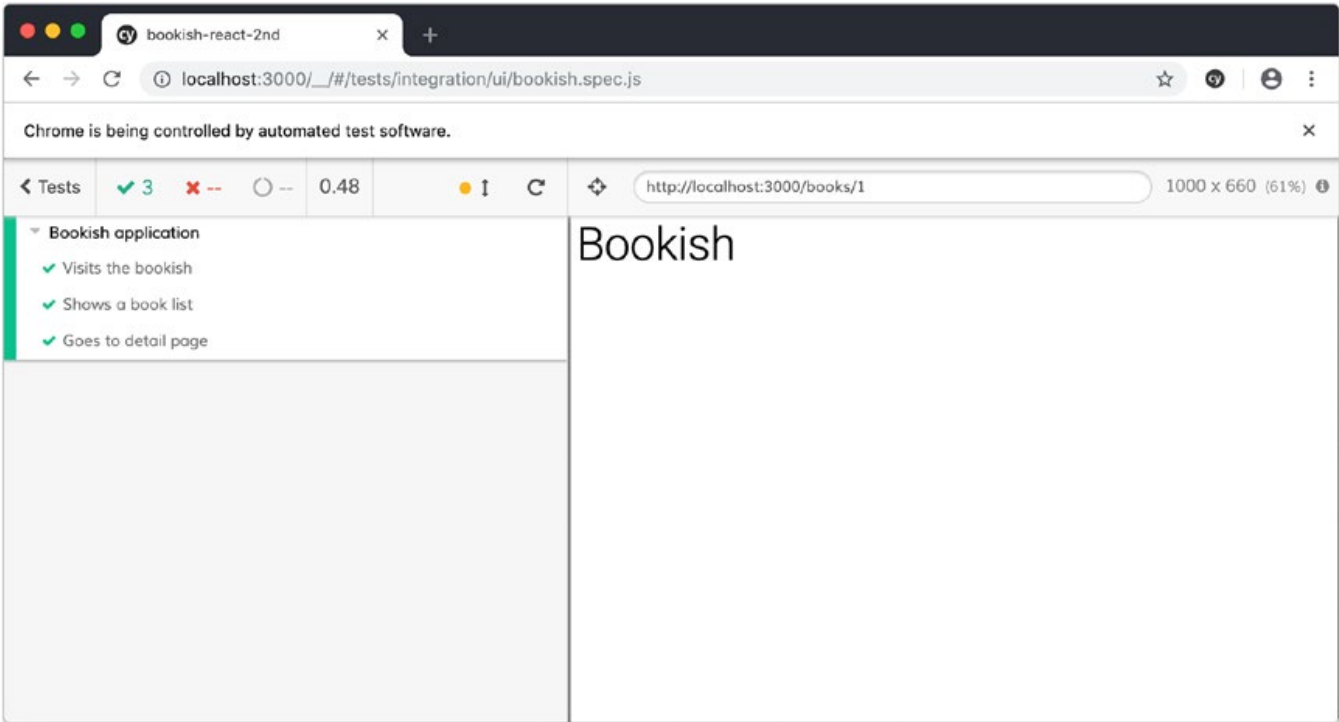 cy bookish-react-2nd
localhost:3000/__/#/tests/integration/ui/bookish.spec.js cy
Chrome is being controlled by automated test software.
Tests 3 -- -- 0.48 http://localhost:3000/books/1 1000 x 660 (61%)
Bookish application
Visits the bookish
Shows a book list
Goes to detail page
Bookish